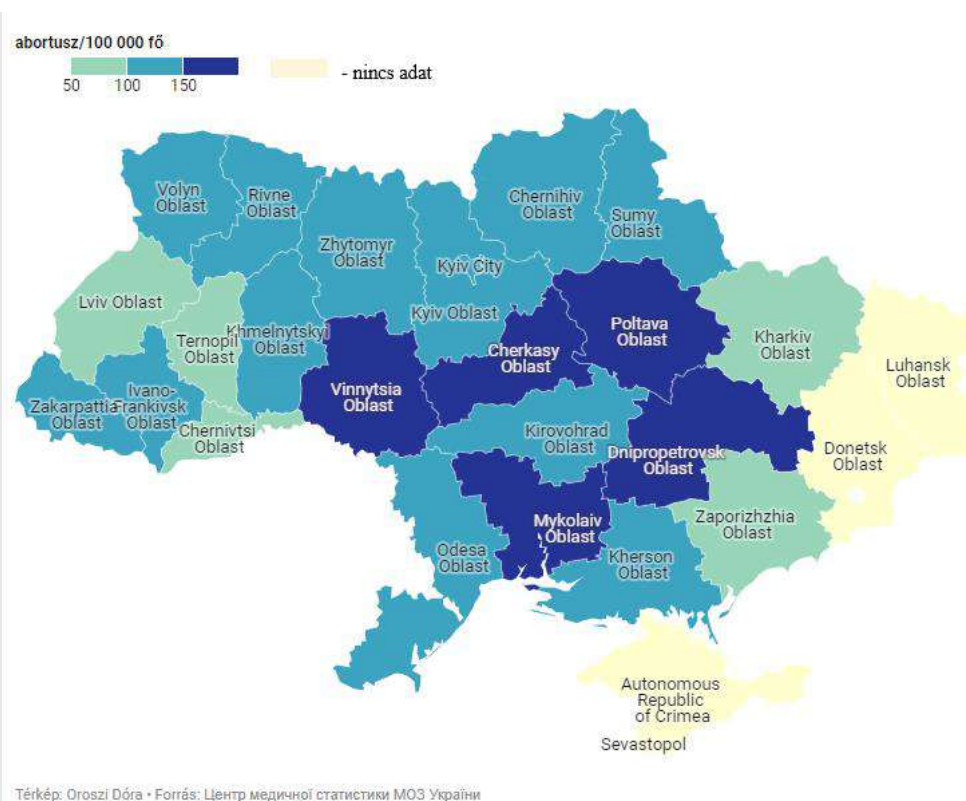 abortusz/100 000 fő
50 100 150
- nincs adat
Volyn
Oblast
Rivne
Oblast
Zhytomyr
Oblast
Chernihiv
Oblast
Sumy
Oblast
Kyiv City
Kyiv Oblast
Lviv Oblast
Ternopil
Oblast
Khmelnytskyi
Oblast
Vinnytsia
Oblast
Cherkasy
Oblast
Poltava
Oblast
Kharkiv
Oblast
Luhansk
Oblast
Zakarpattia
Oblast
Ivano-
Frankivsk
Oblast
Chernivtsi
Oblast
Kirovohrad
Oblast
Dnipropetrovsk
Oblast
Donetsk
Oblast
Odesa
Oblast
Mykolaiv
Oblast
Kherson
Oblast
Zaporizhzhia
Oblast
Autonomous
Republic
of Crimea
Sevastopol
Térkép: Oroszi Dóra • Forrás: Центр медичної статистики МОЗ України